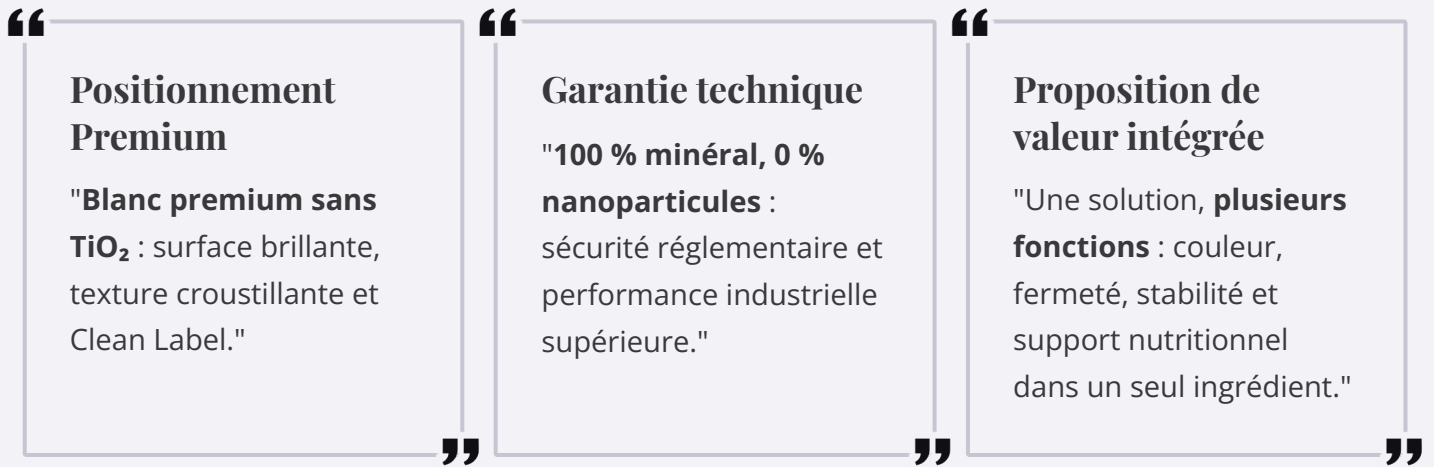 Positionnement
Premium
"Blanc premium sans
TiO₂ : surface brillante,
texture croustillante et
Clean Label."
Garantie technique
"100 % minéral, 0 %
nanoparticules :
sécurité réglementaire et
performance industrielle
supérieure."
Proposition de
valeur intégrée
"Une solution, plusieurs
fonctions : couleur,
fermeté, stabilité et
support nutritionnel
dans un seul ingrédient."